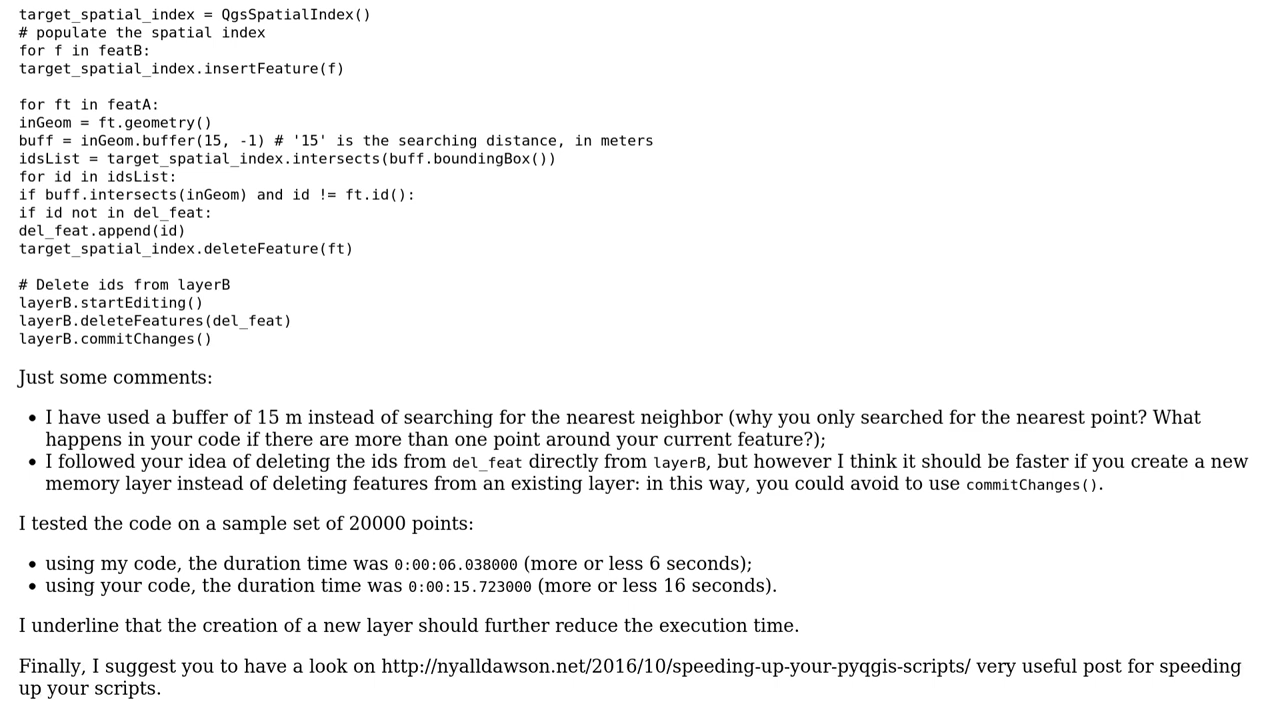 target_spatial_index = QgsSpatialIndex()
# populate the spatial index
for f in featB:
target_spatial_index.insertFeature(f)

for ft in featA:
inGeom = ft.geometry()
buff = inGeom.buffer(15, -1) # '15' is the searching distance, in meters
idsList = target_spatial_index.intersects(buff.boundingBox())
for id in idsList:
if buff.intersects(inGeom) and id != ft.id():
if id not in del_feat:
del_feat.append(id)
target_spatial_index.deleteFeature(ft)

# Delete ids from layerB
layerB.startEditing()
layerB.deleteFeatures(del_feat)
layerB.commitChanges()

Just some comments:

• I have used a buffer of 15 m instead of searching for the nearest neighbor (why you only searched for the nearest point? What
happens in your code if there are more than one point around your current feature?);
• I followed your idea of deleting the ids from del_feat directly from layerB, but however I think it should be faster if you create a new
memory layer instead of deleting features from an existing layer: in this way, you could avoid to use commitChanges().

I tested the code on a sample set of 20000 points:

• using my code, the duration time was 0:00:06.038000 (more or less 6 seconds);
• using your code, the duration time was 0:00:15.723000 (more or less 16 seconds).

I underline that the creation of a new layer should further reduce the execution time.

Finally, I suggest you to have a look on http://nyalldawson.net/2016/10/speeding-up-your-pyqgis-scripts/ very useful post for speeding
up your scripts.